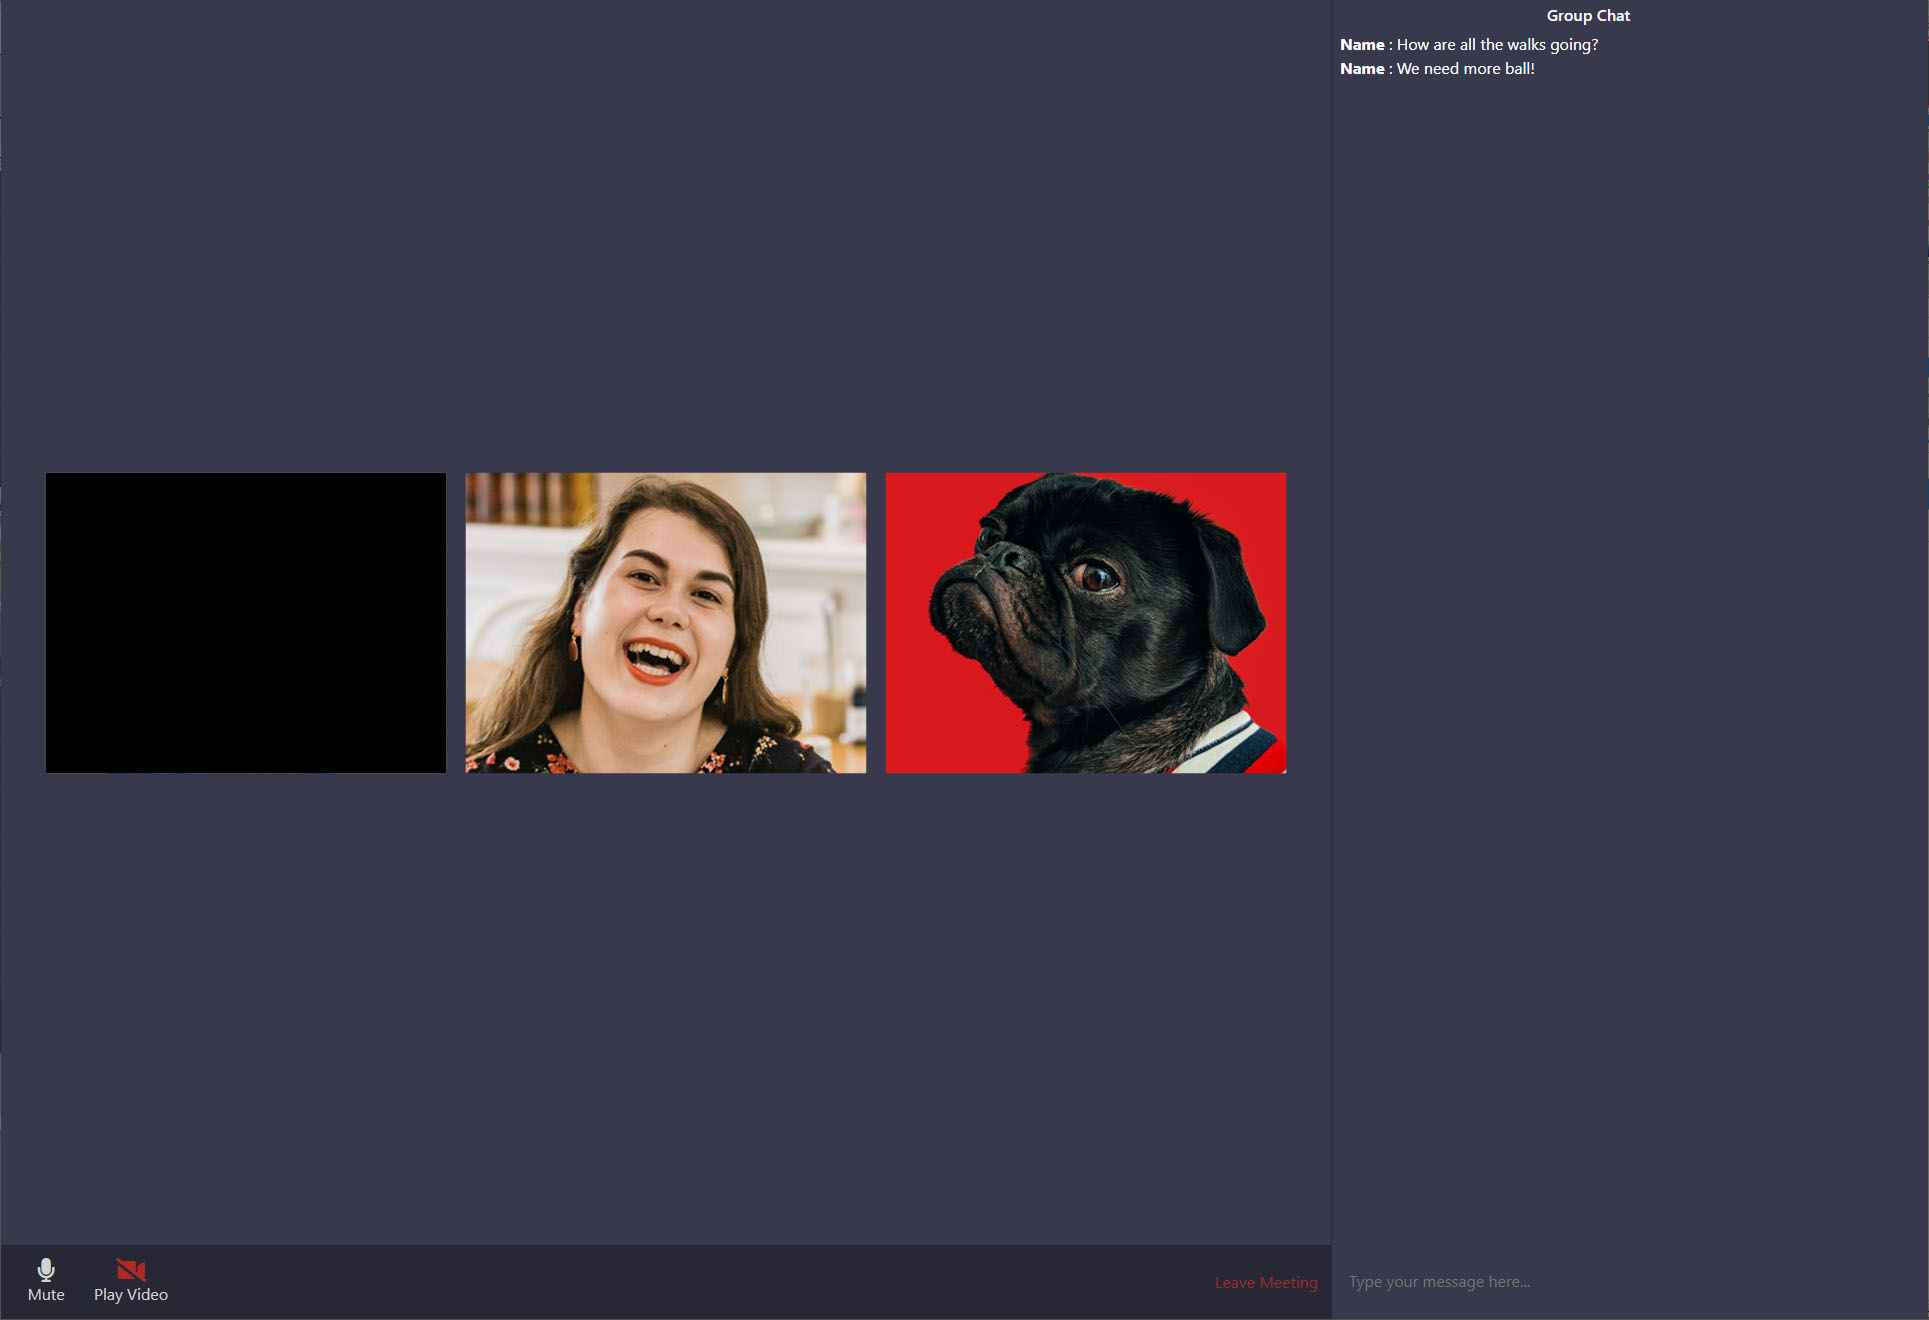 Group Chat
Name : How are all the walks going?
Name : We need more ball!
Mute
Play Video
Leave Meeting
Type your message here...